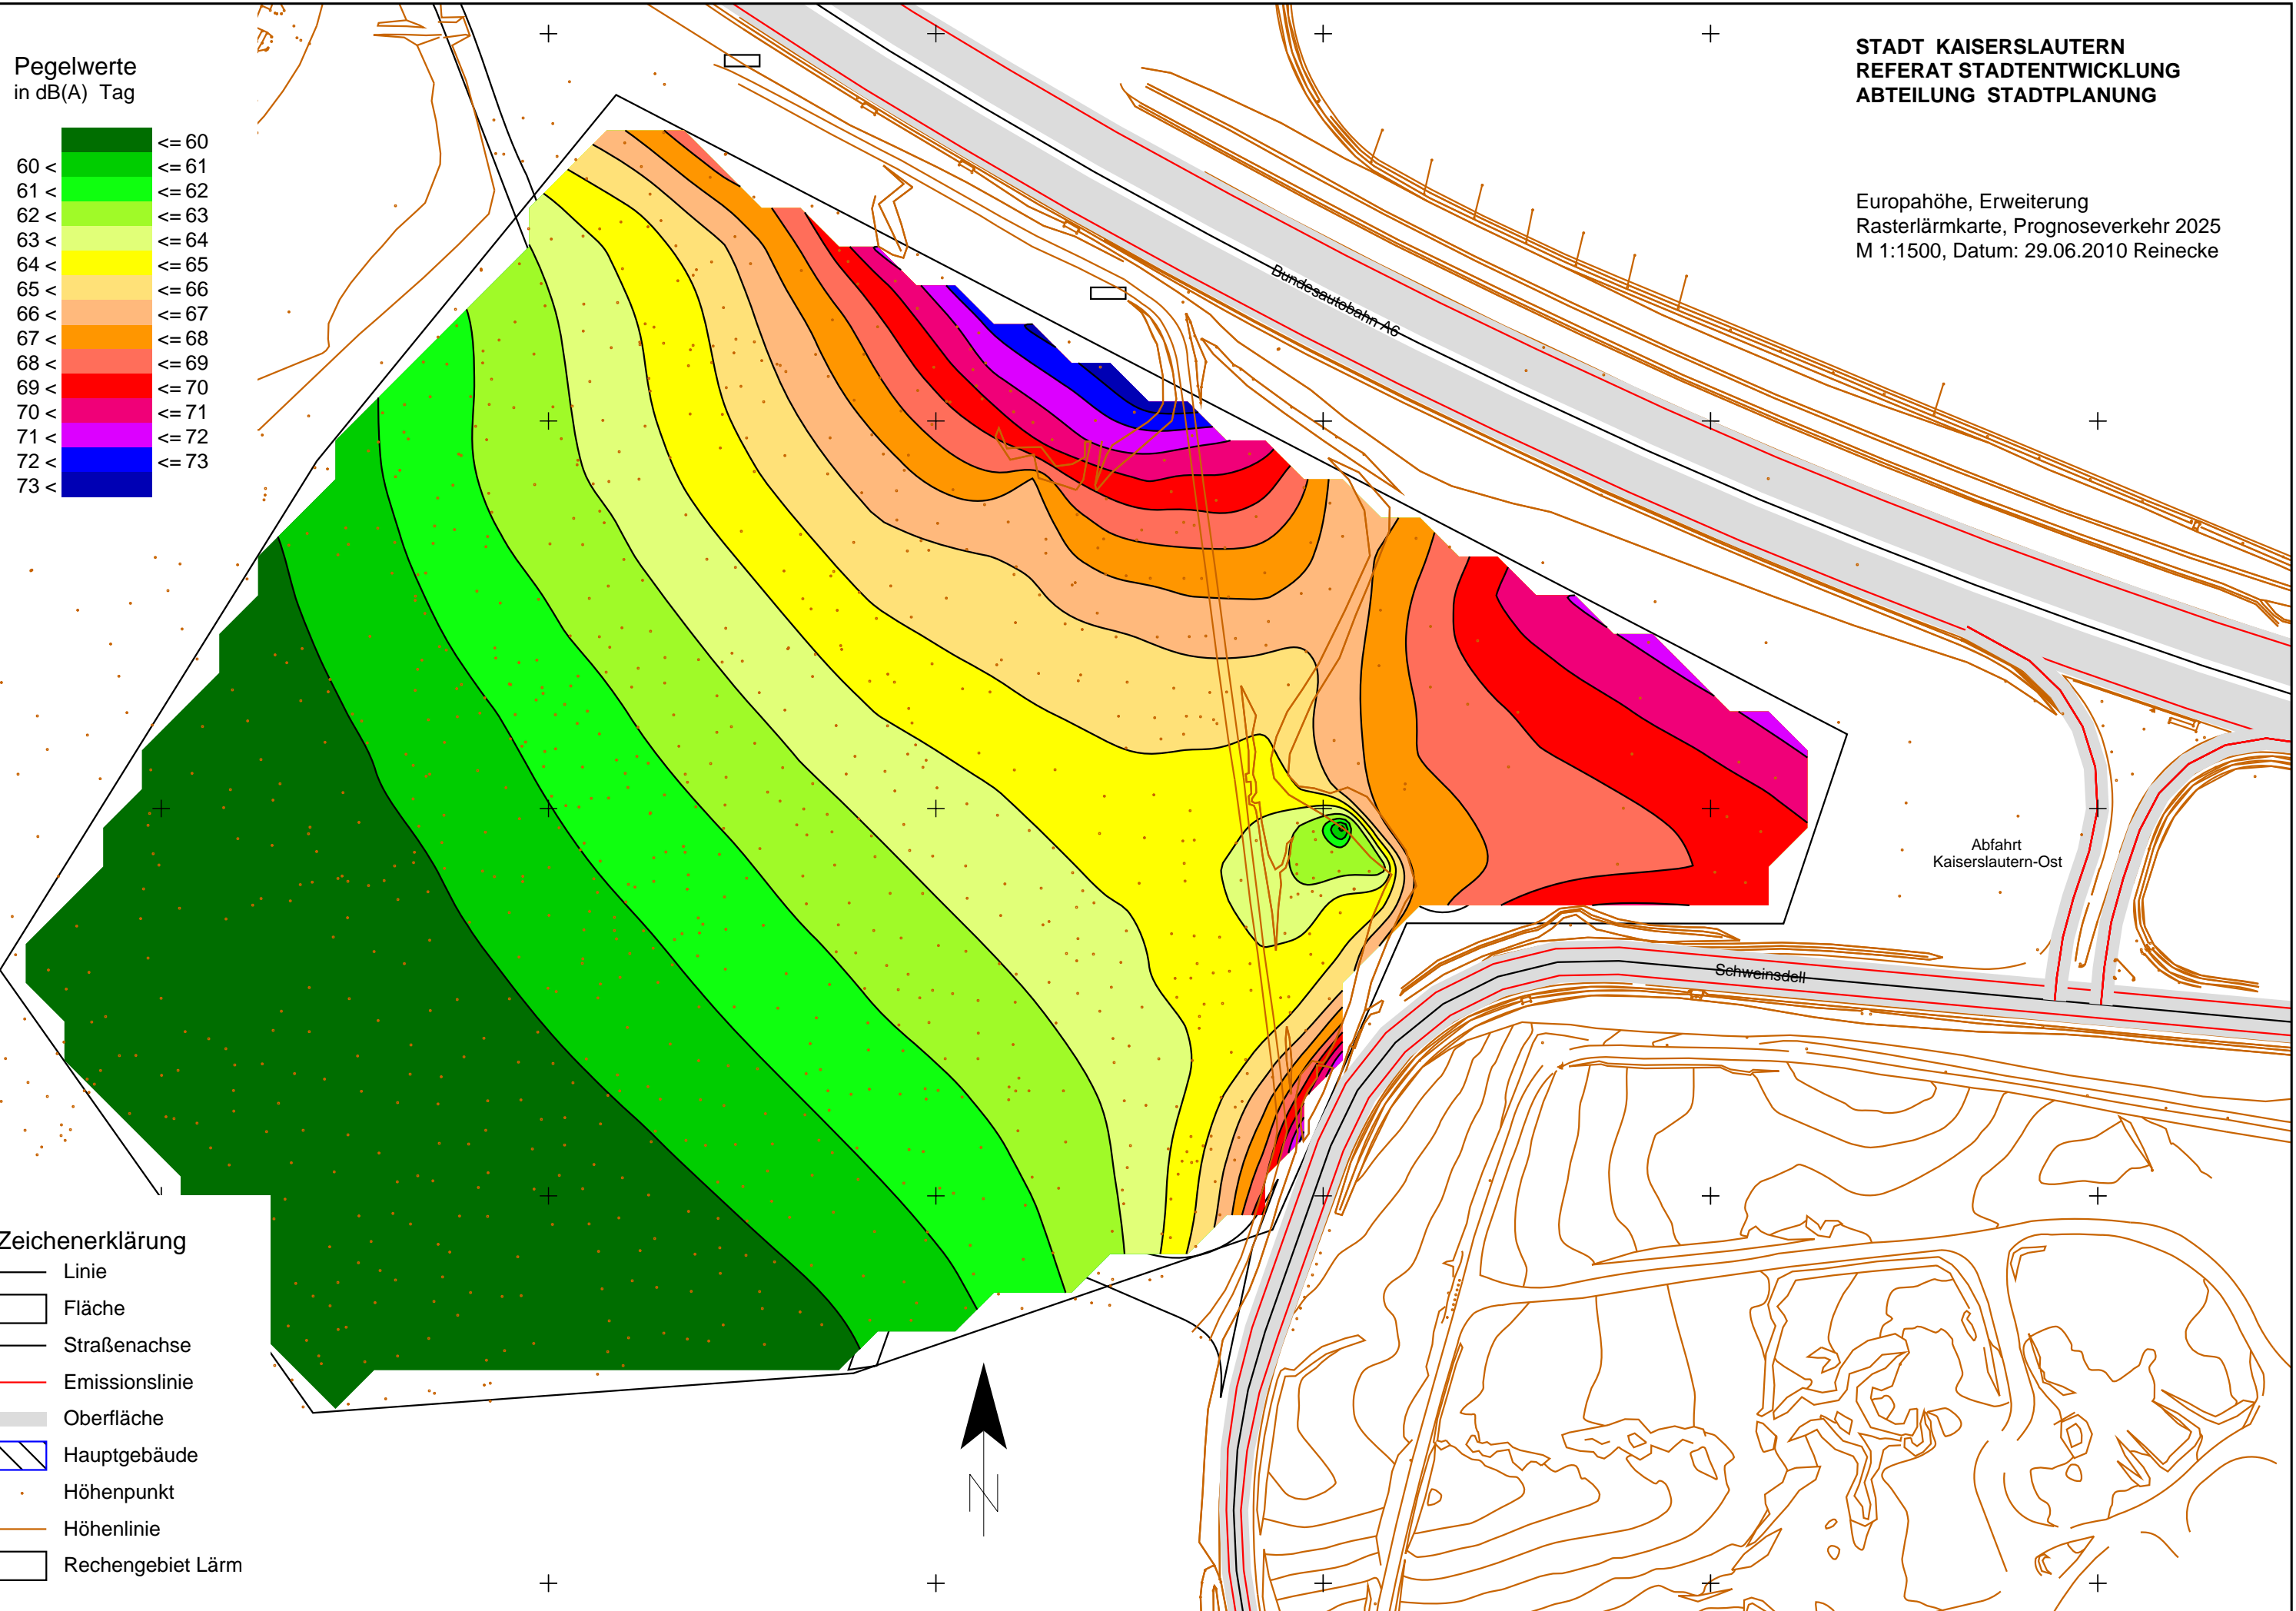 Pegelwerte
in dB(A) Tag
<= 60
60 < <= 61
61 < <= 62
62 < <= 63
63 < <= 64
64 < <= 65
65 < <= 66
66 < <= 67
67 < <= 68
68 < <= 69
69 < <= 70
70 < <= 71
71 < <= 72
72 < <= 73
73 <
STADT KAISERSLAUTERN
REFERAT STADTENTWICKLUNG
ABTEILUNG STADTPLANUNG
Europahöhe, Erweiterung
Rasterlärmkarte, Prognoseverkehr 2025
M 1:1500, Datum: 29.06.2010 Reinecke
Bundesautobahn A6
Abfahrt
Kaiserslautern-Ost
Schweinsdell
Zeichenerklärung
Linie
Fläche
Straßenachse
Emissionslinie
Oberfläche
Hauptgebäude
Höhenpunkt
Höhenlinie
Rechengebiet Lärm
N